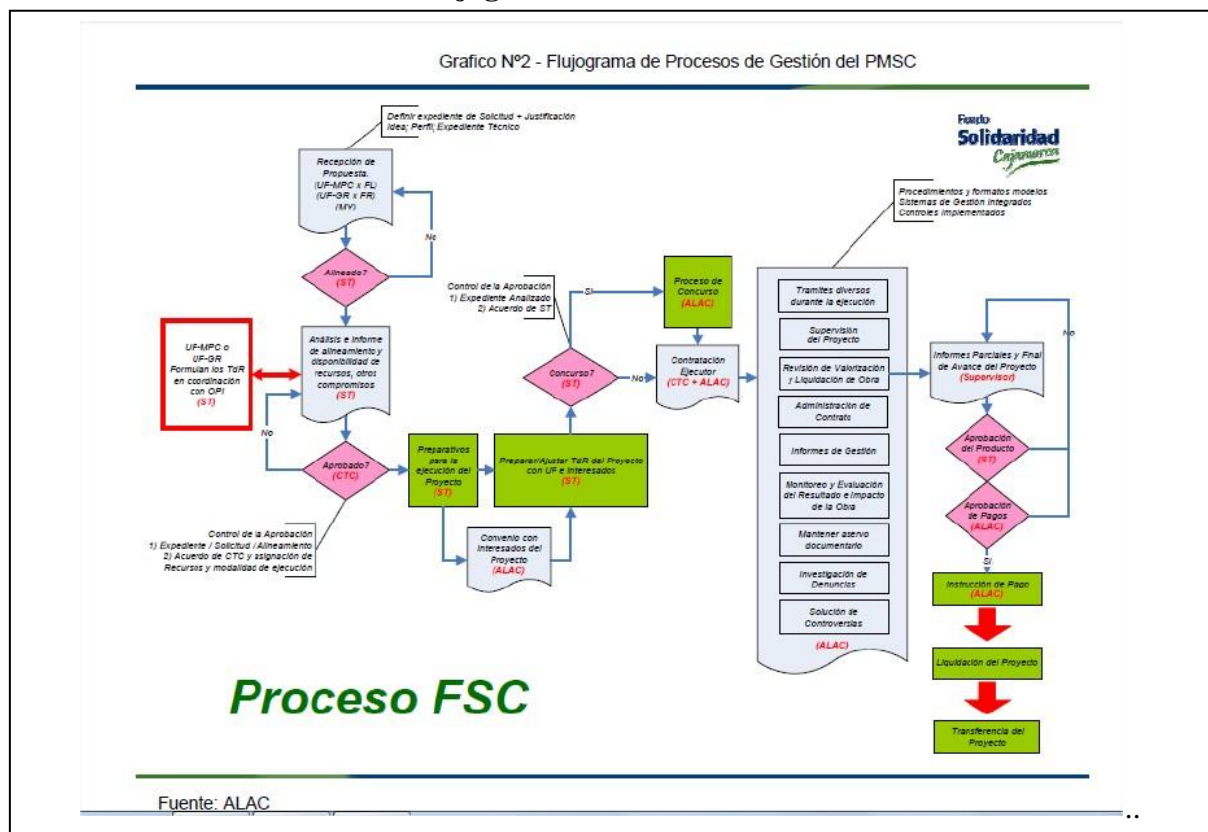 Grafico Nº2 - Flujograma de Procesos de Gestión del PMSC
Definir expediente de Solicitud + Justificación
Idea; Perfil; Expediente Técnico
Fondo
Solidaridad
Cajamarca
Recepción de
Propuesta.
(UF-MPC x FL)
(UF-GR x FR)
(MY)
No
Alineado?
(ST)
UF-MPC o
UF-GR
Formulan los TdR
en coordinación
con OPI
(ST)
Análisis e informe
de alineamiento y
disponibilidad de
recursos, otros
compromisos
(ST)
No
Aprobado?
(CTC)
Control de la Aprobación
1) Expediente / Solicitud / Alineamiento
2) Acuerdo de CTC y asignación de
Recursos y modalidad de ejecución
Preparativos
para la
ejecución del
Proyecto
(ST)
Convenio con
Interesados del
Proyecto
(ALAC)
Preparar/Ajustar TdR del Proyecto
con UF e Interesados
(ST)
Control de la Aprobación
1) Expediente Analizado
2) Acuerdo de ST
Concurso?
(ST)
Si
No
Proceso de
Concurso
(ALAC)
Contratación
Ejecutor
(CTC + ALAC)
Procedimientos y formatos modelos
Sistemas de Gestión Integrados
Controles implementados
Tramites diversos
durante la ejecución
Supervisión
del Proyecto
Revisión de Valorización
y Liquidación de Obra
Administración de
Contrato
Informes de Gestión
Monitoreo y Evaluación
del Resultado e Impacto
de la Obra
Mantener aservo
documentario
Investigación de
Denuncias
Solución de
Controversias
(ALAC)
No
Informes Parciales y Final
de Avance del Proyecto
(Supervisor)
Aprobación
del Producto
(ST)
Aprobación
de Pagos
(ALAC)
Si
Instrucción de Pago
(ALAC)
Liquidación del Proyecto
Transferencia del
Proyecto
Proceso FSC
Fuente: ALAC
..